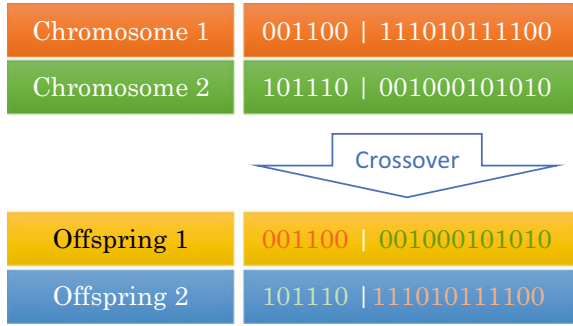 Chromosome 1 001100 | 111010111100
Chromosome 2 101110 | 001000101010
Crossover
Offspring 1 001100 | 001000101010
Offspring 2 101110 | 111010111100